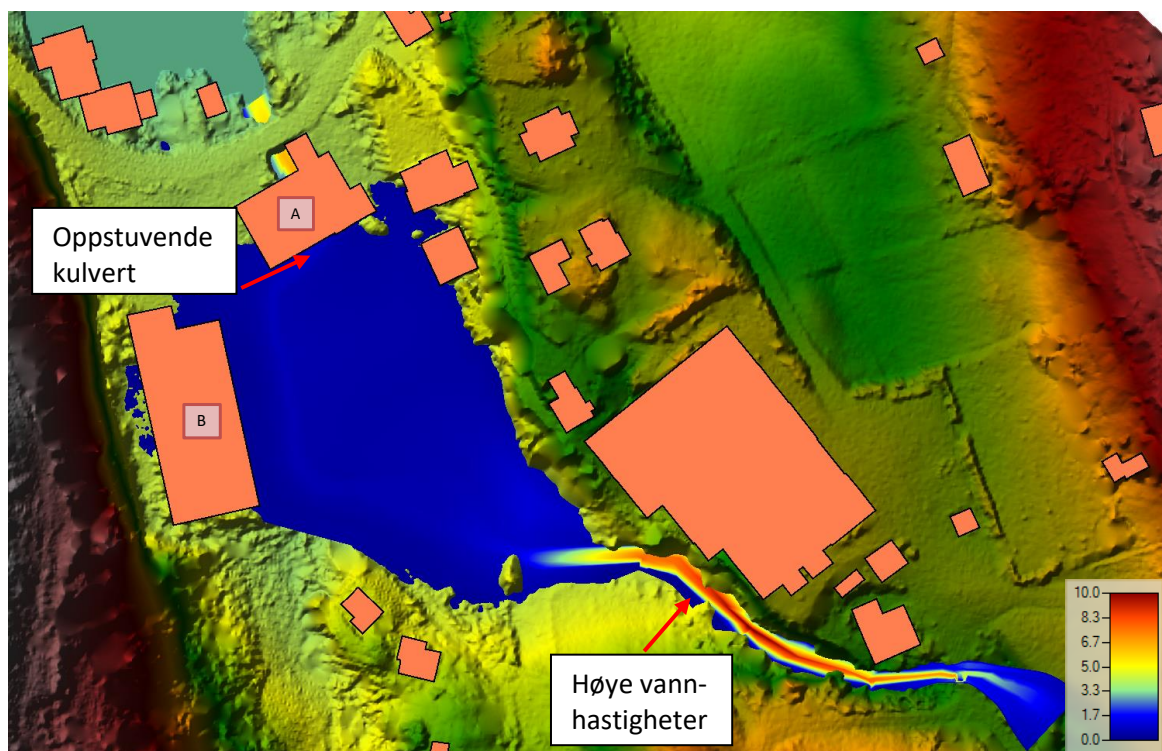 A
Oppstuvende
kulvert
B
Høye vann-
hastigheter
10.0
8.3
6.7
5.0
3.3
1.7
0.0